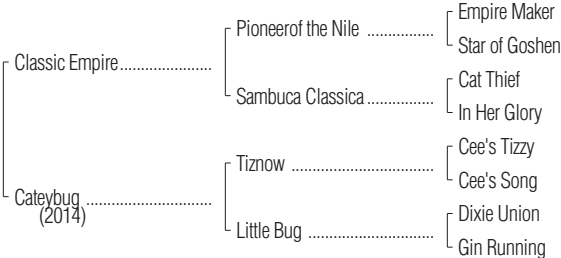 Empire Maker
Pioneerof the Nile ................
Star of Goshen
Classic Empire......................
Cat Thief
Sambuca Classica ................
In Her Glory
Cee's Tizzy
Tiznow ..................................
Cee's Song
Cateybug ..............................
(2014)
Dixie Union
Little Bug ..............................
Gin Running